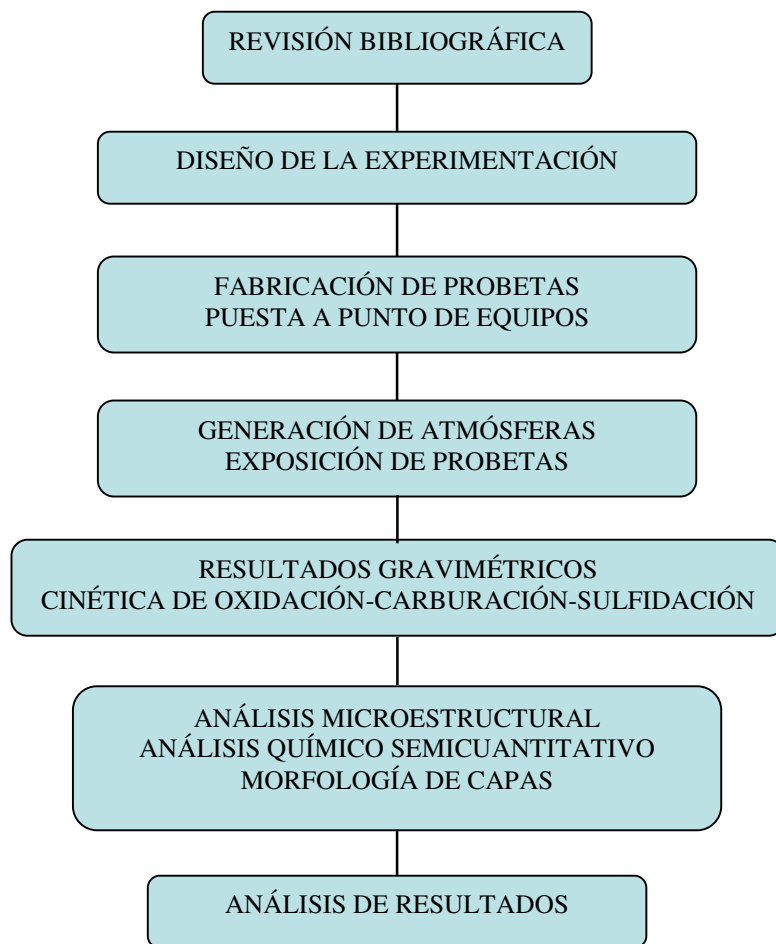 REVISIÓN BIBLIOGRÁFICA
DISEÑO DE LA EXPERIMENTACIÓN
FABRICACIÓN DE PROBETAS
PUESTA A PUNTO DE EQUIPOS
GENERACIÓN DE ATMÓSFERAS
EXPOSICIÓN DE PROBETAS
RESULTADOS GRAVIMÉTRICOS
CINÉTICA DE OXIDACIÓN-CARBURACIÓN-SULFIDACIÓN
ANÁLISIS MICROESTRUCTURAL
ANÁLISIS QUÍMICO SEMICUANTITATIVO
MORFOLOGÍA DE CAPAS
ANÁLISIS DE RESULTADOS